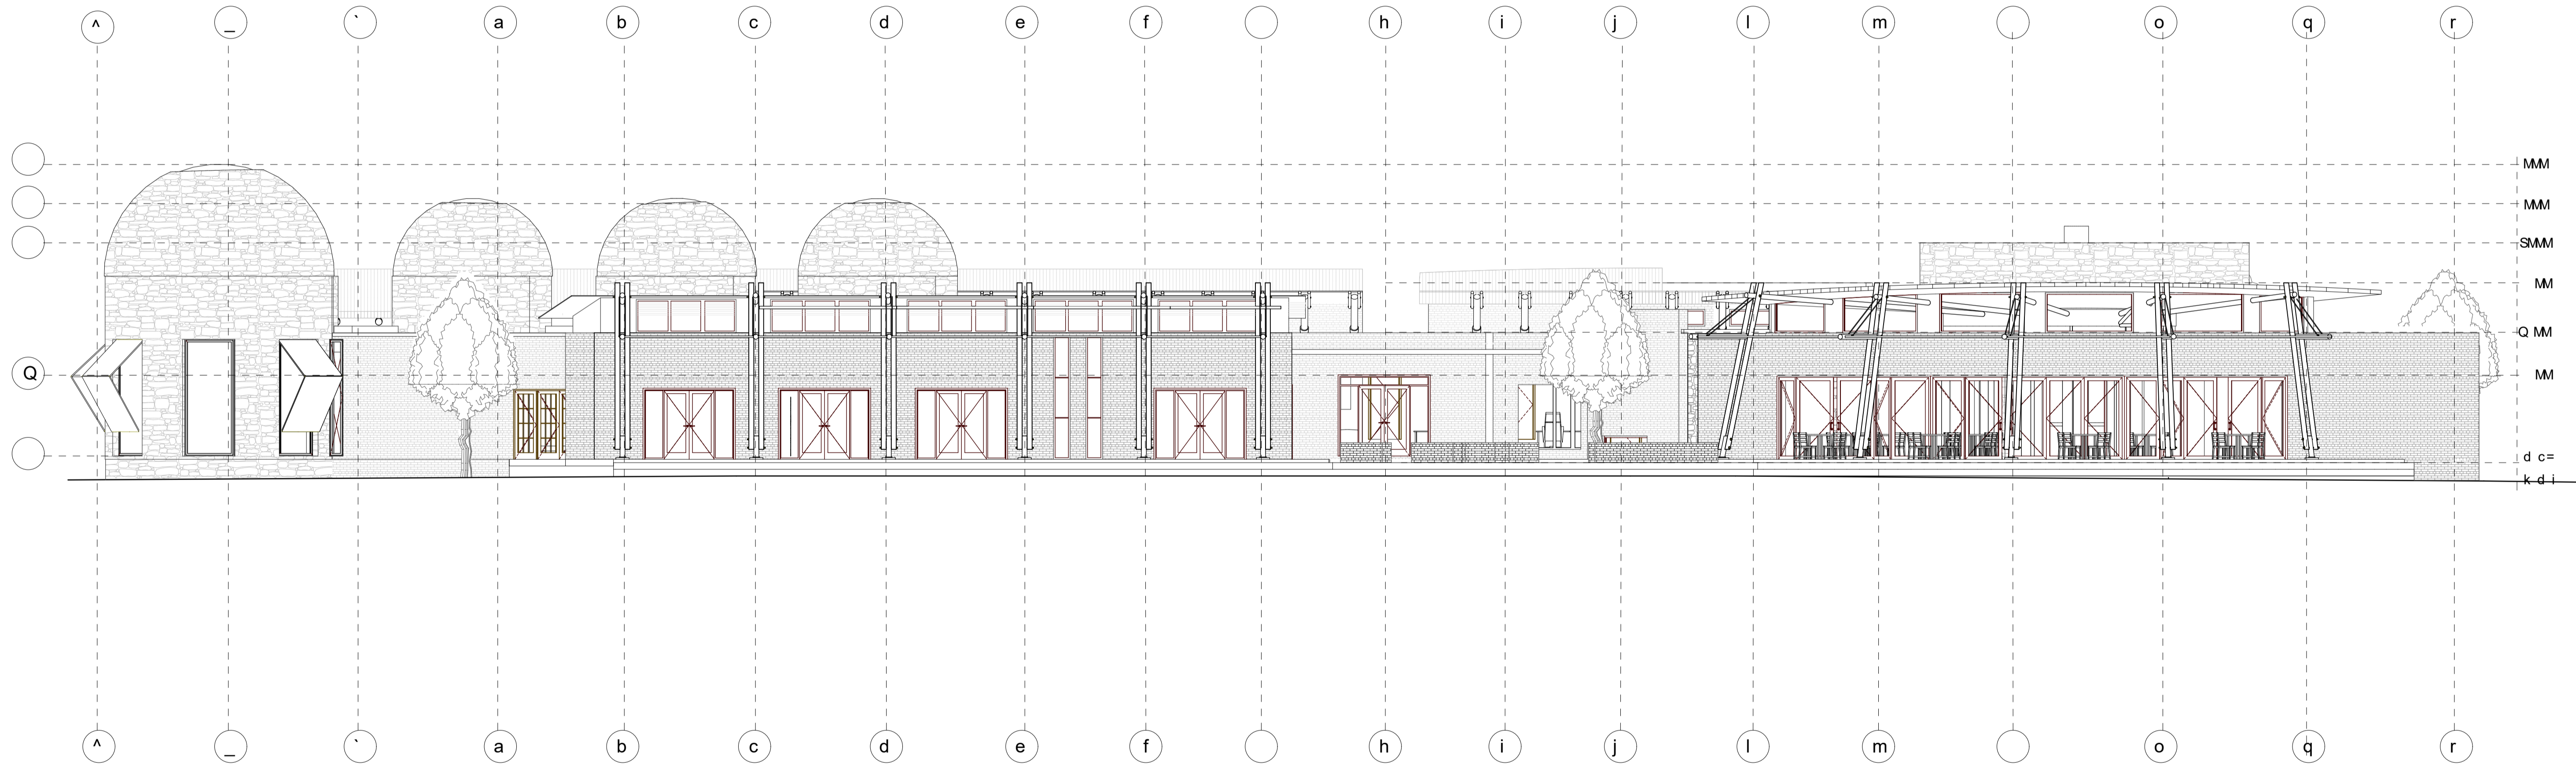 ^ _ ` a b c d e f h i j l m o q r
MMM
MMM
SMMM
MM
Q MM
Q MM
d c=
k d i
^ _ ` a b c d e f h i j l m o q r